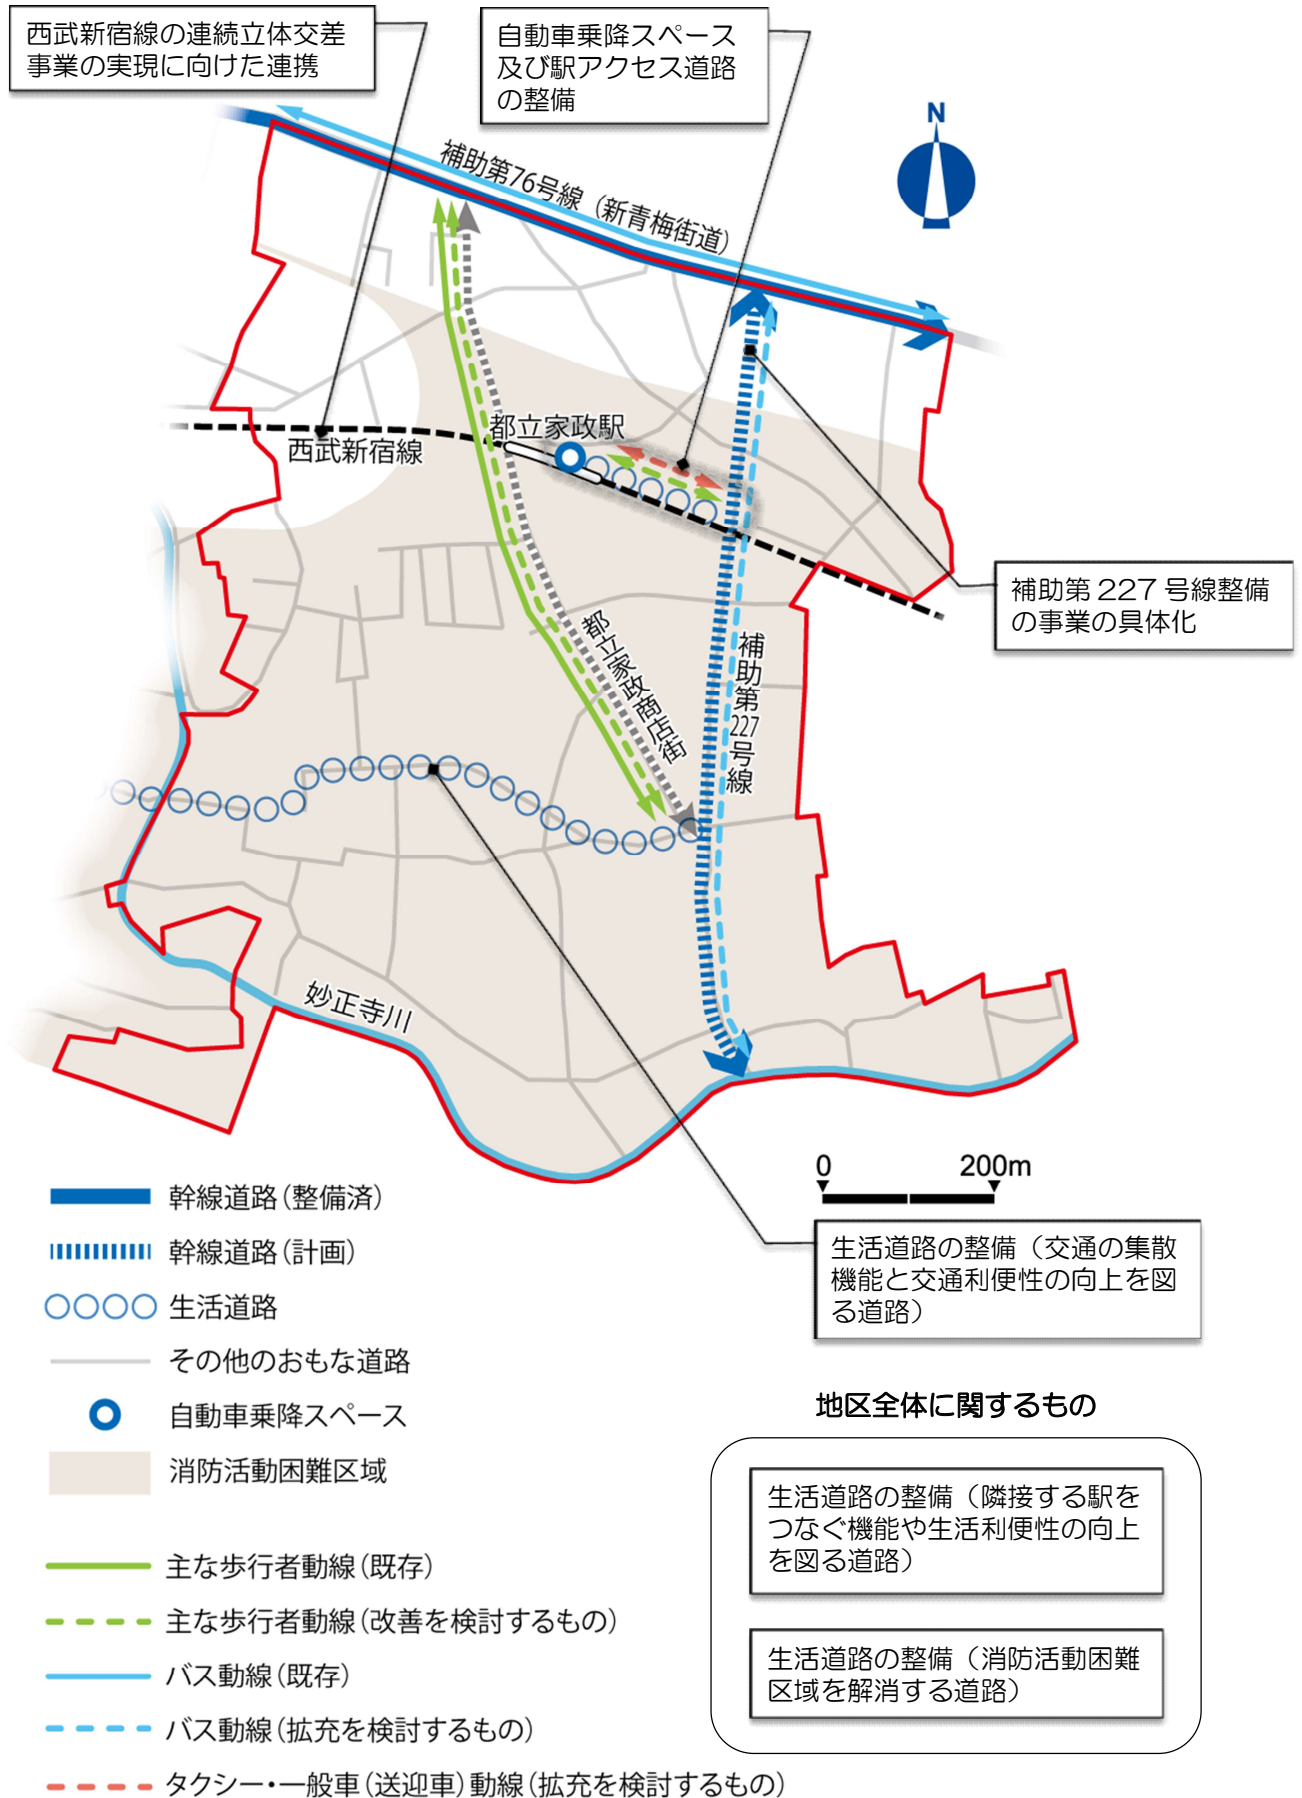 西武新宿線の連続立体交差
事業の実現に向けた連携
自動車乗降スペース
及び駅アクセス道路
の整備
N
補助第76号線（新青梅街道）
都立家政駅
西武新宿線
補助第 227 号線整備
の事業の具体化
都立家政商店街
補助第227号線
妙正寺川
0 200m
生活道路の整備（交通の集散
機能と交通利便性の向上を図
る道路）
幹線道路（整備済）
幹線道路（計画）
生活道路
その他のおもな道路
自動車乗降スペース
消防活動困難区域
主な歩行者動線（既存）
主な歩行者動線（改善を検討するもの）
バス動線（既存）
バス動線（拡充を検討するもの）
タクシー・一般車（送迎車）動線（拡充を検討するもの）
地区全体に関するもの
生活道路の整備（隣接する駅を
つなぐ機能や生活利便性の向上
を図る道路）
生活道路の整備（消防活動困難
区域を解消する道路）